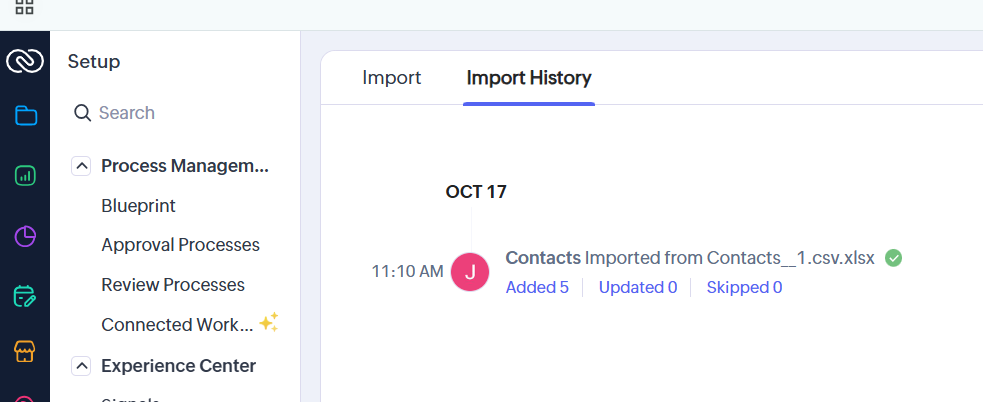 Setup
Search
Process Managem...
Blueprint
Approval Processes
Review Processes
Connected Work...
Experience Center
Import
Import History
OCT 17
11:10 AM
J
Contacts Imported from Contacts__1.csv.xlsx
Added 5
Updated 0
Skipped 0